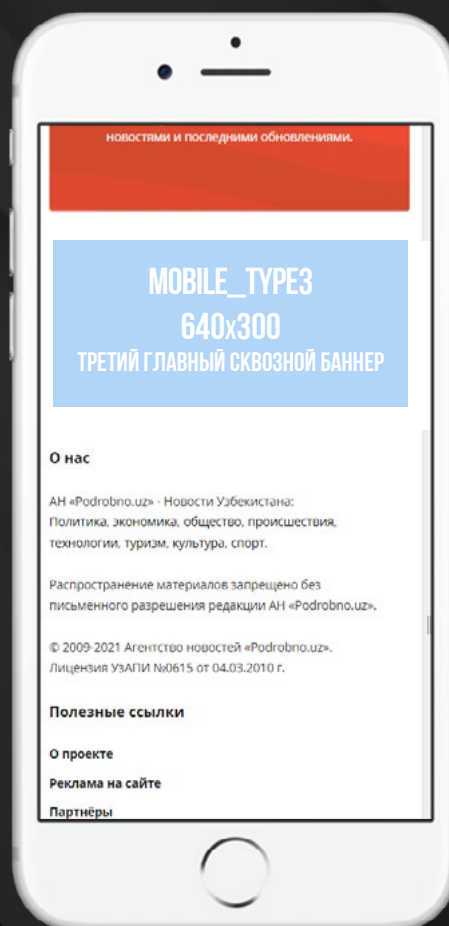 новостями и последними обновлениями.
MOBILE_TYPE3
640x300
ТРЕТИЙ ГЛАВНЫЙ СКВОЗНОЙ БАННЕР
О нас
АН «Podrobno.uz» - Новости Узбекистана:
Политика, экономика, общество, происшествия,
технологии, туризм, культура, спорт.
Распространение материалов запрещено без
письменного разрешения редакции АН «Podrobno.uz».
© 2009-2021 Агентство новостей «Podrobno.uz».
Лицензия УзАПИ №0615 от 04.03.2010 г.
Полезные ссылки
О проекте
Реклама на сайте
Партнёры